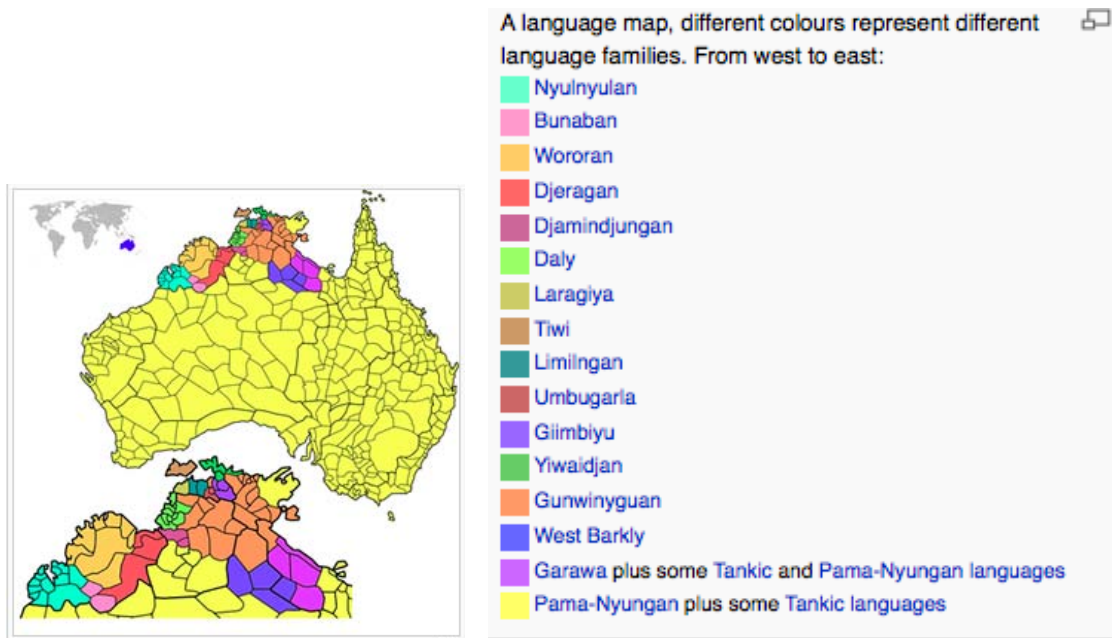 A language map, different colours represent different
language families. From west to east:
Nyulnyulan
Bunaban
Wororan
Djeragan
Djamindjungan
Daly
Laragiya
Tiwi
Limilngan
Umbugarla
Giimbiyu
Yiwaidjan
Gunwinyguan
West Barkly
Garawa plus some Tankic and Pama-Nyungan languages
Pama-Nyungan plus some Tankic languages